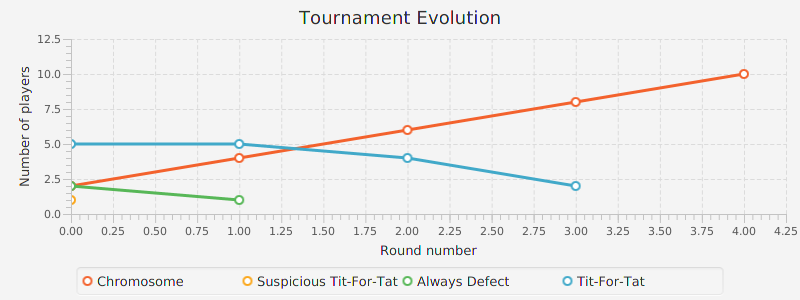 Tournament Evolution
Number of players
12.5
10.0
7.5
5.0
2.5
0.0
0.00 0.25 0.50 0.75 1.00 1.25 1.50 1.75 2.00 2.25 2.50 2.75 3.00 3.25 3.50 3.75 4.00 4.25
Round number
Chromosome Suspicious Tit-For-Tat Always Defect Tit-For-Tat